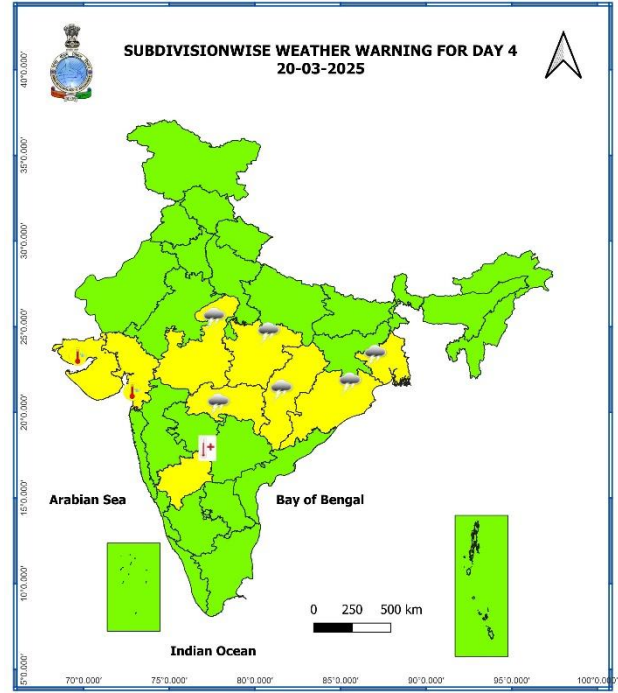 SUBDIVISIONWISE WEATHER WARNING FOR DAY 4
20-03-2025
40°0.000'
35°0.000'
30°0.000'
25°0.000'
20°0.000'
15°0.000'
10°0.000'
5°0.000'
Arabian Sea
Bay of Bengal
0 250 500 km
Indian Ocean
70°0.000' 75°0.000' 80°0.000' 85°0.000' 90°0.000' 95°0.000' 100°0.000'